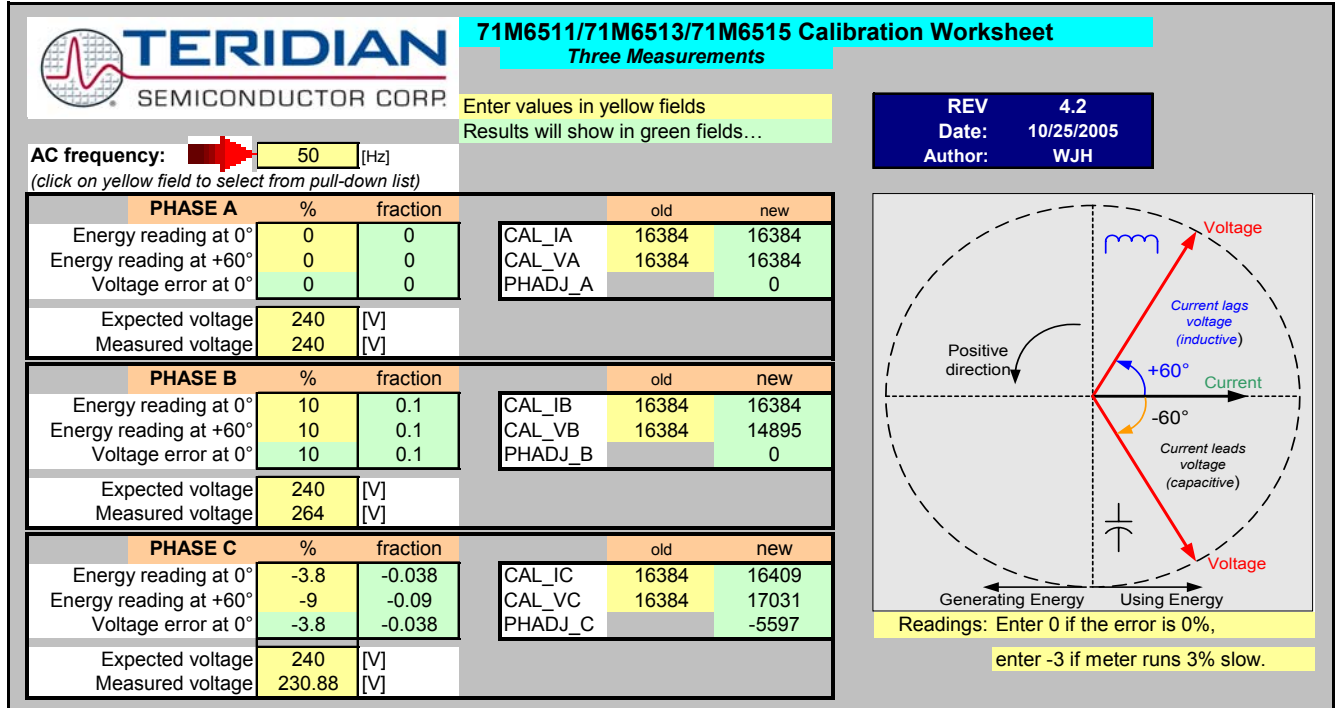 TERIDIAN
SEMICONDUCTOR CORP.
71M6511/71M6513/71M6515 Calibration Worksheet
Three Measurements
Enter values in yellow fields
Results will show in green fields…
REV 4.2
Date: 10/25/2005
Author: WJH
AC frequency: 50 [Hz]
(click on yellow field to select from pull-down list)
PHASE A % fraction old new
Energy reading at 0° 0 0 CAL_IA 16384 16384
Energy reading at +60° 0 0 CAL_VA 16384 16384
Voltage error at 0° 0 0 PHADJ_A 0
Expected voltage 240 [V]
Measured voltage 240 [V]
PHASE B % fraction old new
Energy reading at 0° 10 0.1 CAL_IB 16384 16384
Energy reading at +60° 10 0.1 CAL_VB 16384 14895
Voltage error at 0° 10 0.1 PHADJ_B 0
Expected voltage 240 [V]
Measured voltage 264 [V]
PHASE C % fraction old new
Energy reading at 0° -3.8 -0.038 CAL_IC 16384 16409
Energy reading at +60° -9 -0.09 CAL_VC 16384 17031
Voltage error at 0° -3.8 -0.038 PHADJ_C -5597
Expected voltage 240 [V]
Measured voltage 230.88 [V]
Voltage
Current lags
voltage
(inductive)
Positive
direction
+60°
Current
-60°
Current leads
voltage
(capacitive)
Voltage
Generating Energy Using Energy
Readings: Enter 0 if the error is 0%,
enter -3 if meter runs 3% slow.